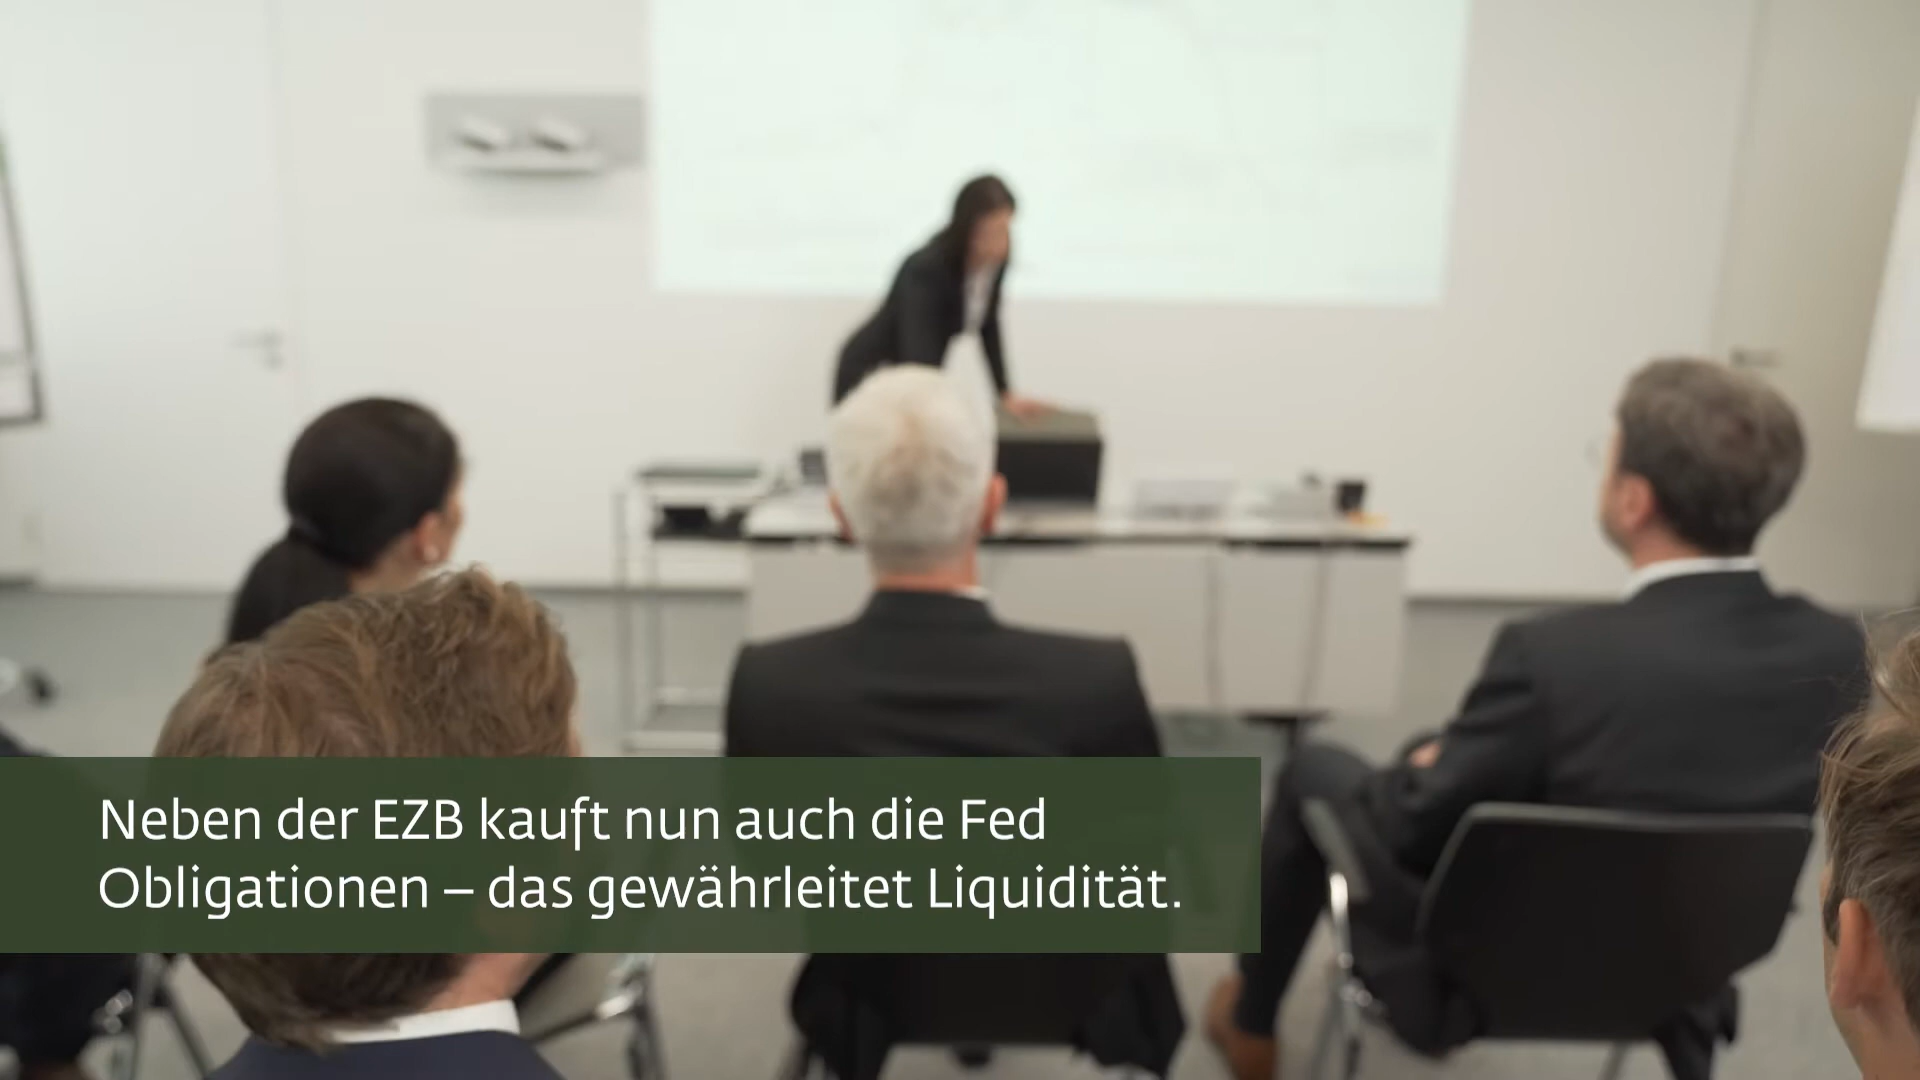 Neben der EZB kauft nun auch die Fed
Obligationen – das gewährleitet Liquidität.